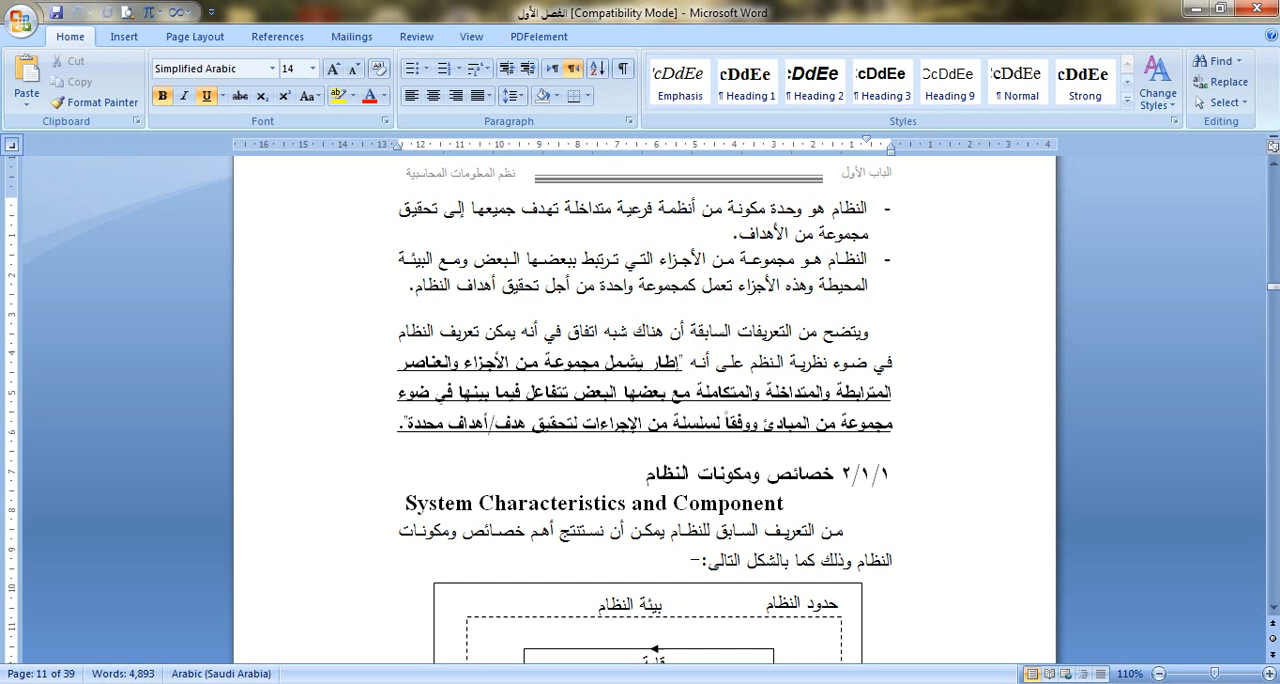 الفصل الأول [Compatibility Mode] - Microsoft Word
Home Insert Page Layout References Mailings Review View PDFelement
Paste
Cut
Copy
Format Painter
Clipboard
Simplified Arabic 14
Font
Paragraph
Emphasis
Heading 1
Heading 2
Heading 3
Heading 9
Normal
Strong
Change Styles
Styles
Find
Replace
Select
Editing
الباب الأول نظم المعلومات المحاسبية
- النظام هو وحدة مكونة من أنظمة فرعية متداخلة تهدف جميعها إلى تحقيق
مجموعة من الأهداف.
- النظام هو مجموعة من الأجزاء التي ترتبط ببعضها البعض ومع البيئة
المحيطة وهذه الأجزاء تعمل كمجموعة واحدة من أجل تحقيق أهداف النظام.
ويتضح من التعريفات السابقة أن هناك شبه اتفاق في أنه يمكن تعريف النظام
في ضوء نظرية النظم على أنه "إطار يشمل مجموعة من الأجزاء والعناصر
المترابطة والمتداخلة والمتكاملة مع بعضها البعض تتفاعل فيما بينها في ضوء
مجموعة من المبادئ ووفقاً لسلسلة من الإجراءات لتحقيق هدف/أهداف محددة".
٢/١/١ خصائص ومكونات النظام
System Characteristics and Component
من التعريف السابق للنظام يمكن أن نستنتج أهم خصائص ومكونات
النظام وذلك كما بالشكل التالى:-
حدود النظام بيئة النظام
Page: 11 of 39 Words: 4,893 Arabic (Saudi Arabia) 110%